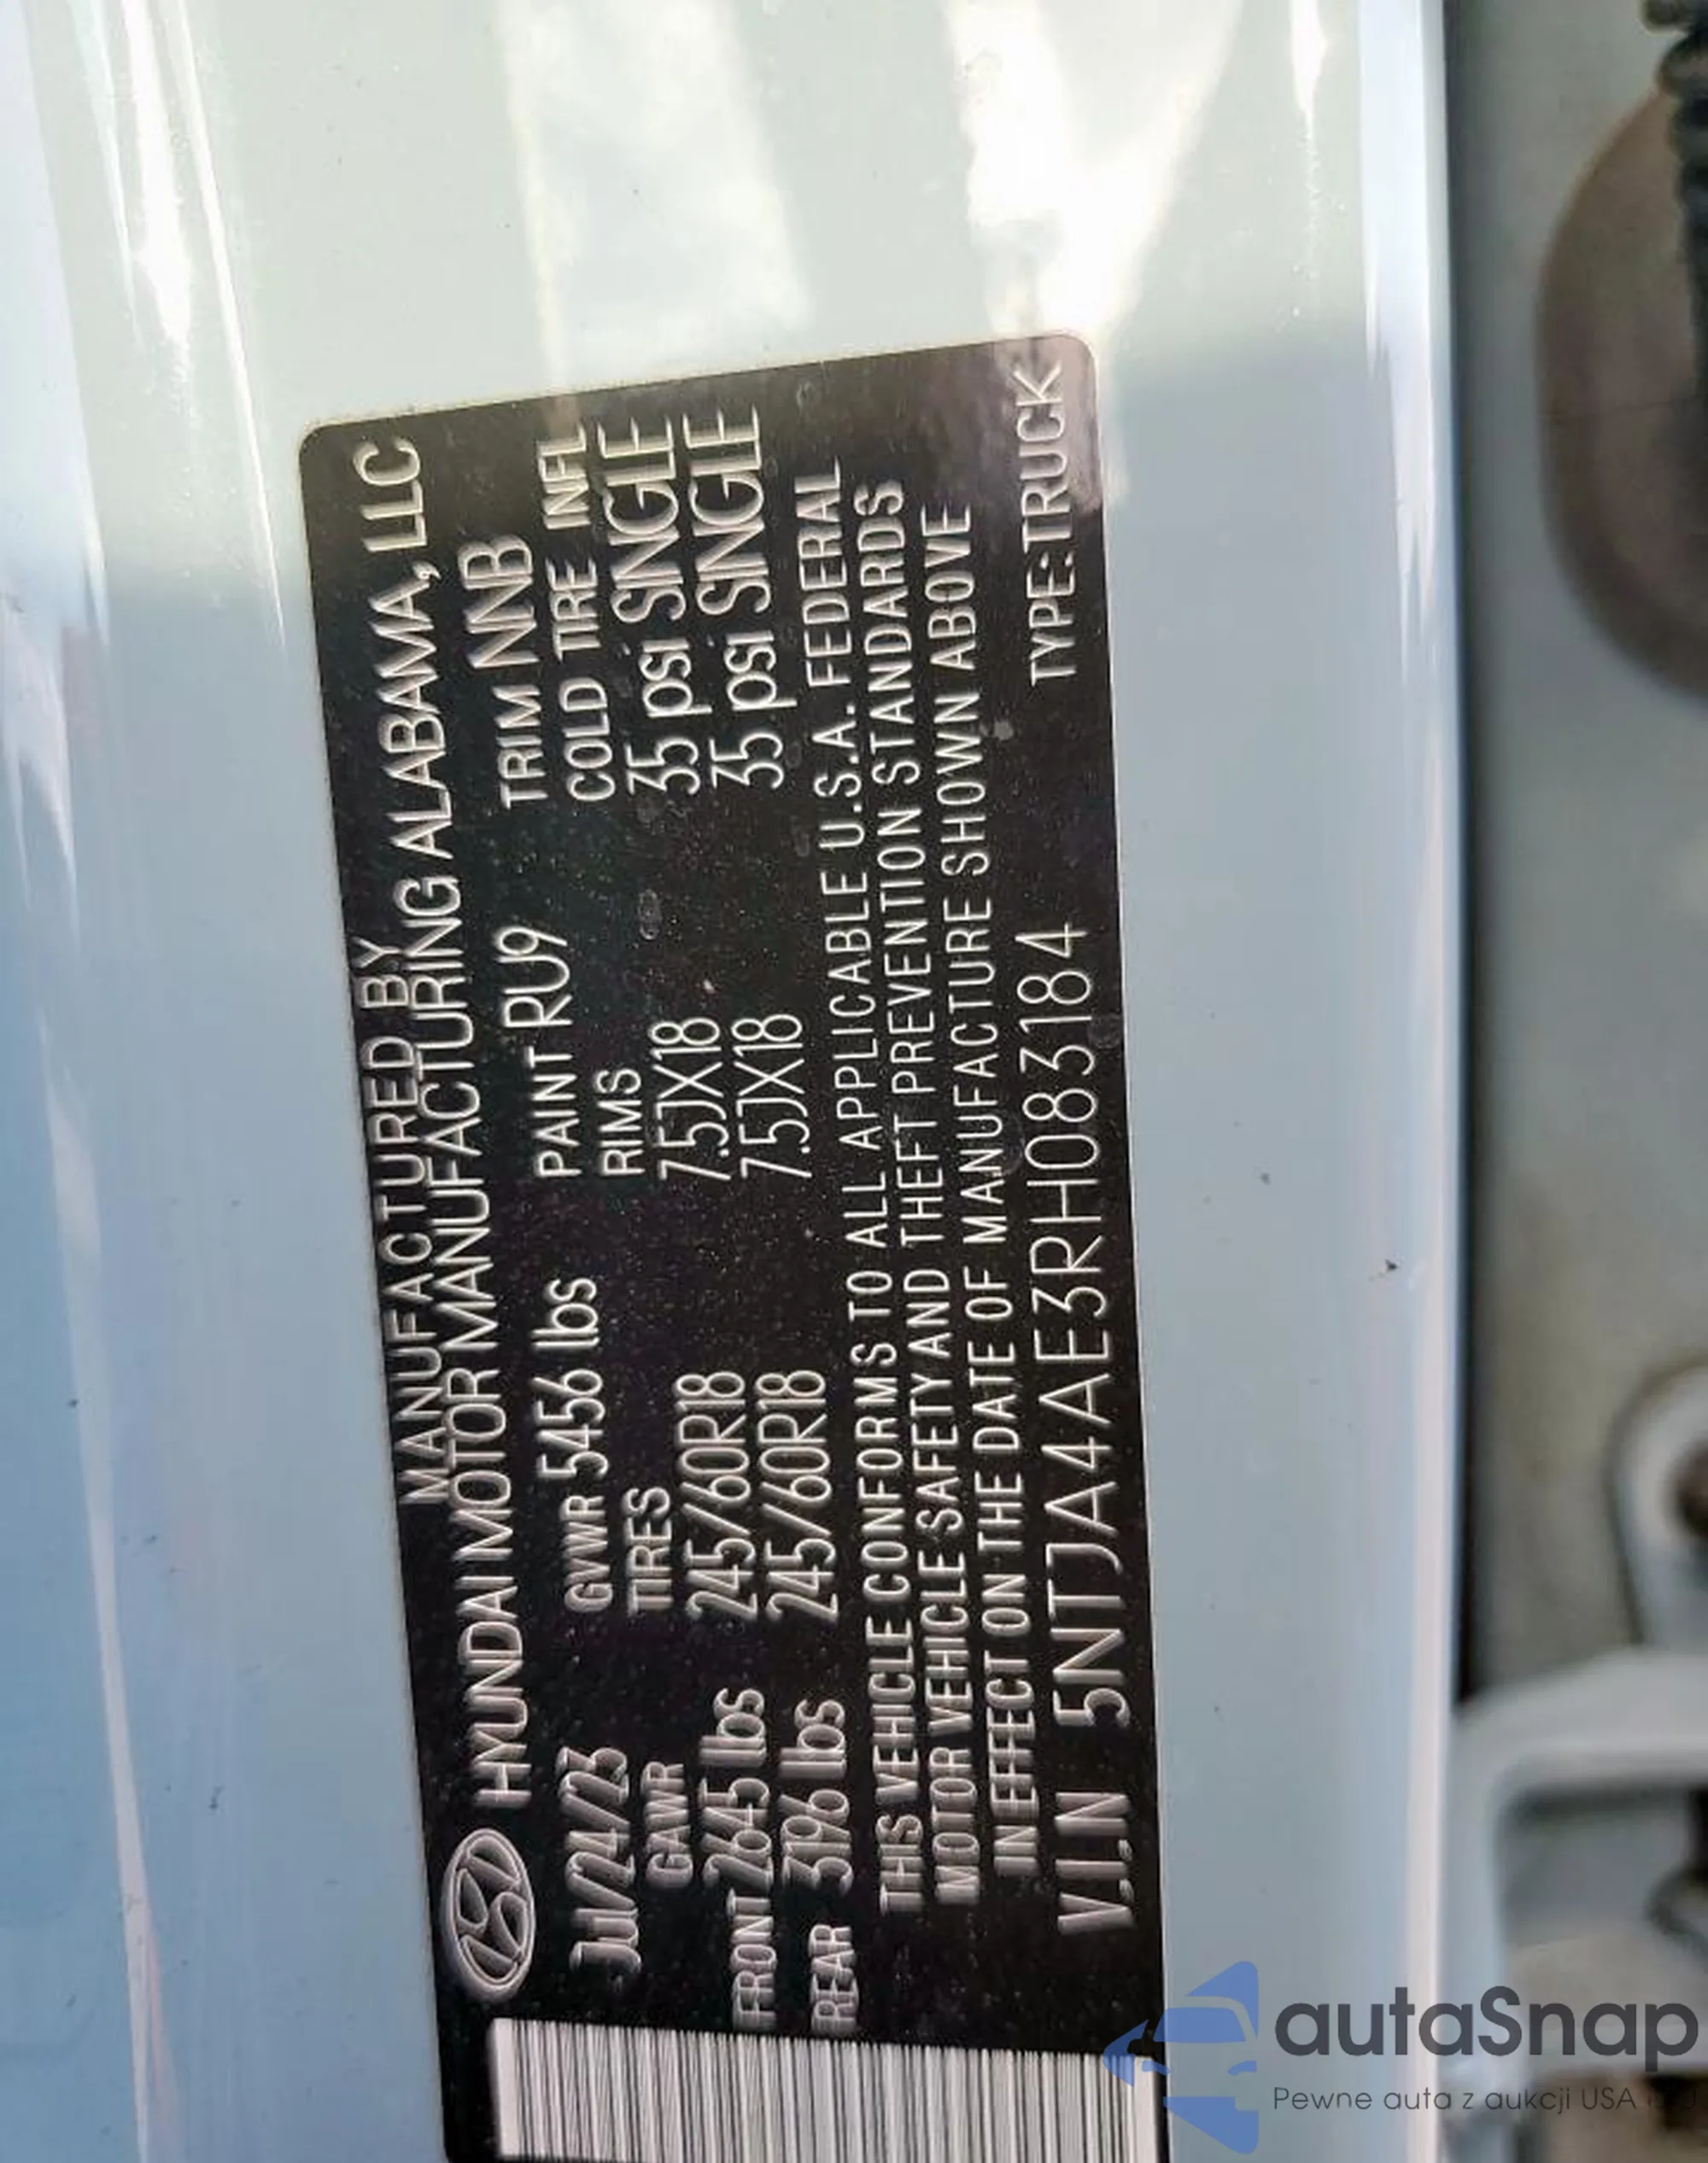 MANUFACTURED BY
HYUNDAI MOTOR MANUFACTURING ALABAMA, LLC
Jul/24/23 GVWR 5456 lbs PAINT RU9 TRIM NNB
GAWR TIRES RIMS COLD TIRE INFL
FRONT 2645 lbs 245/60R18 7.5JX18 35 psi SINGLE
REAR 3196 lbs 245/60R18 7.5JX18 35 psi SINGLE
THIS VEHICLE CONFORMS TO ALL APPLICABLE U.S.A. FEDERAL
MOTOR VEHICLE SAFETY AND THEFT PREVENTION STANDARDS
IN EFFECT ON THE DATE OF MANUFACTURE SHOWN ABOVE
V.I.N 5NTJA4AE3RH083184 TYPE:TRUCK
autaSnap
Pewne auta z aukcji USA